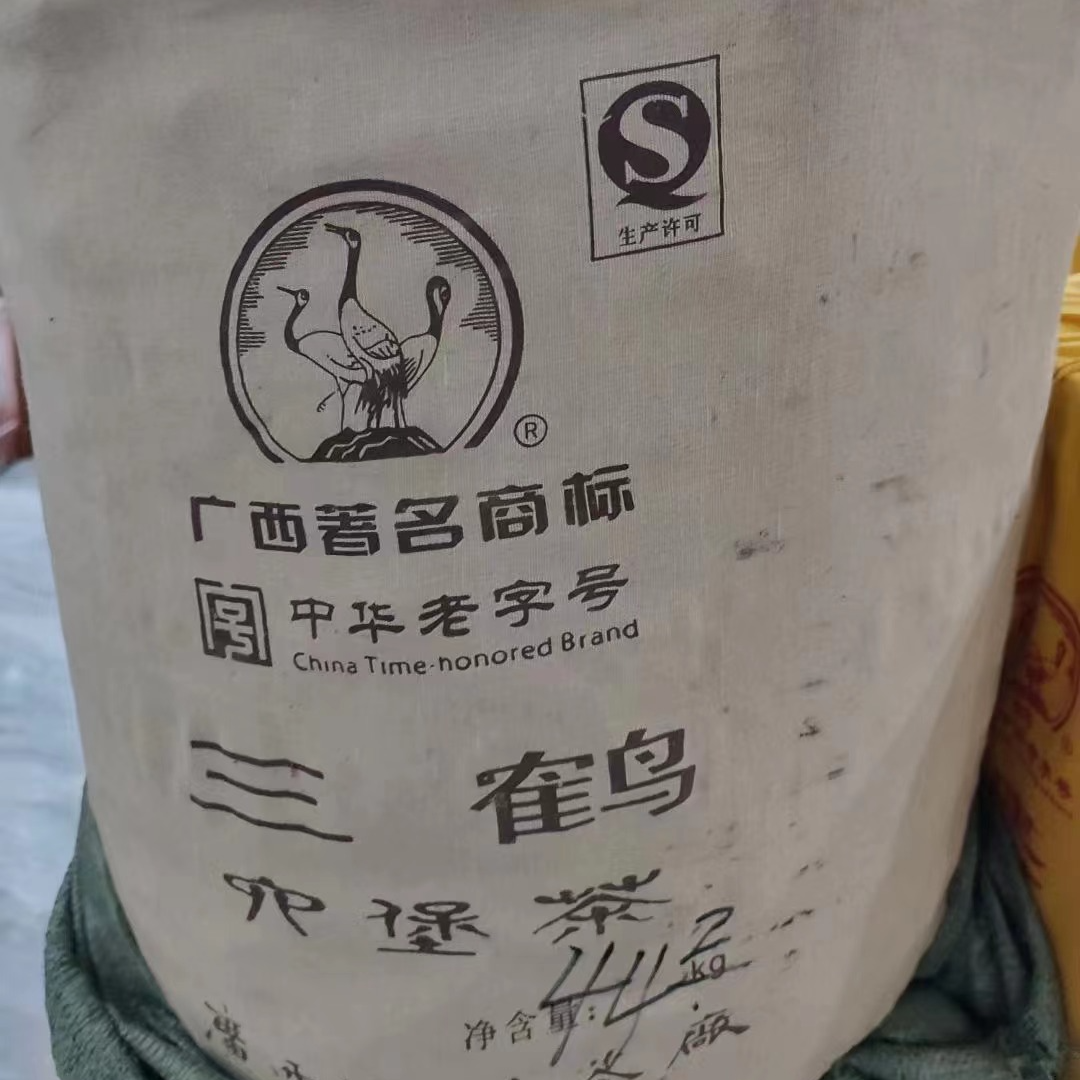 S
生产许可
®
广西著名商标
中华老字号
China Time-honored Brand
三鹤
六堡茶
净含量: kg
廠